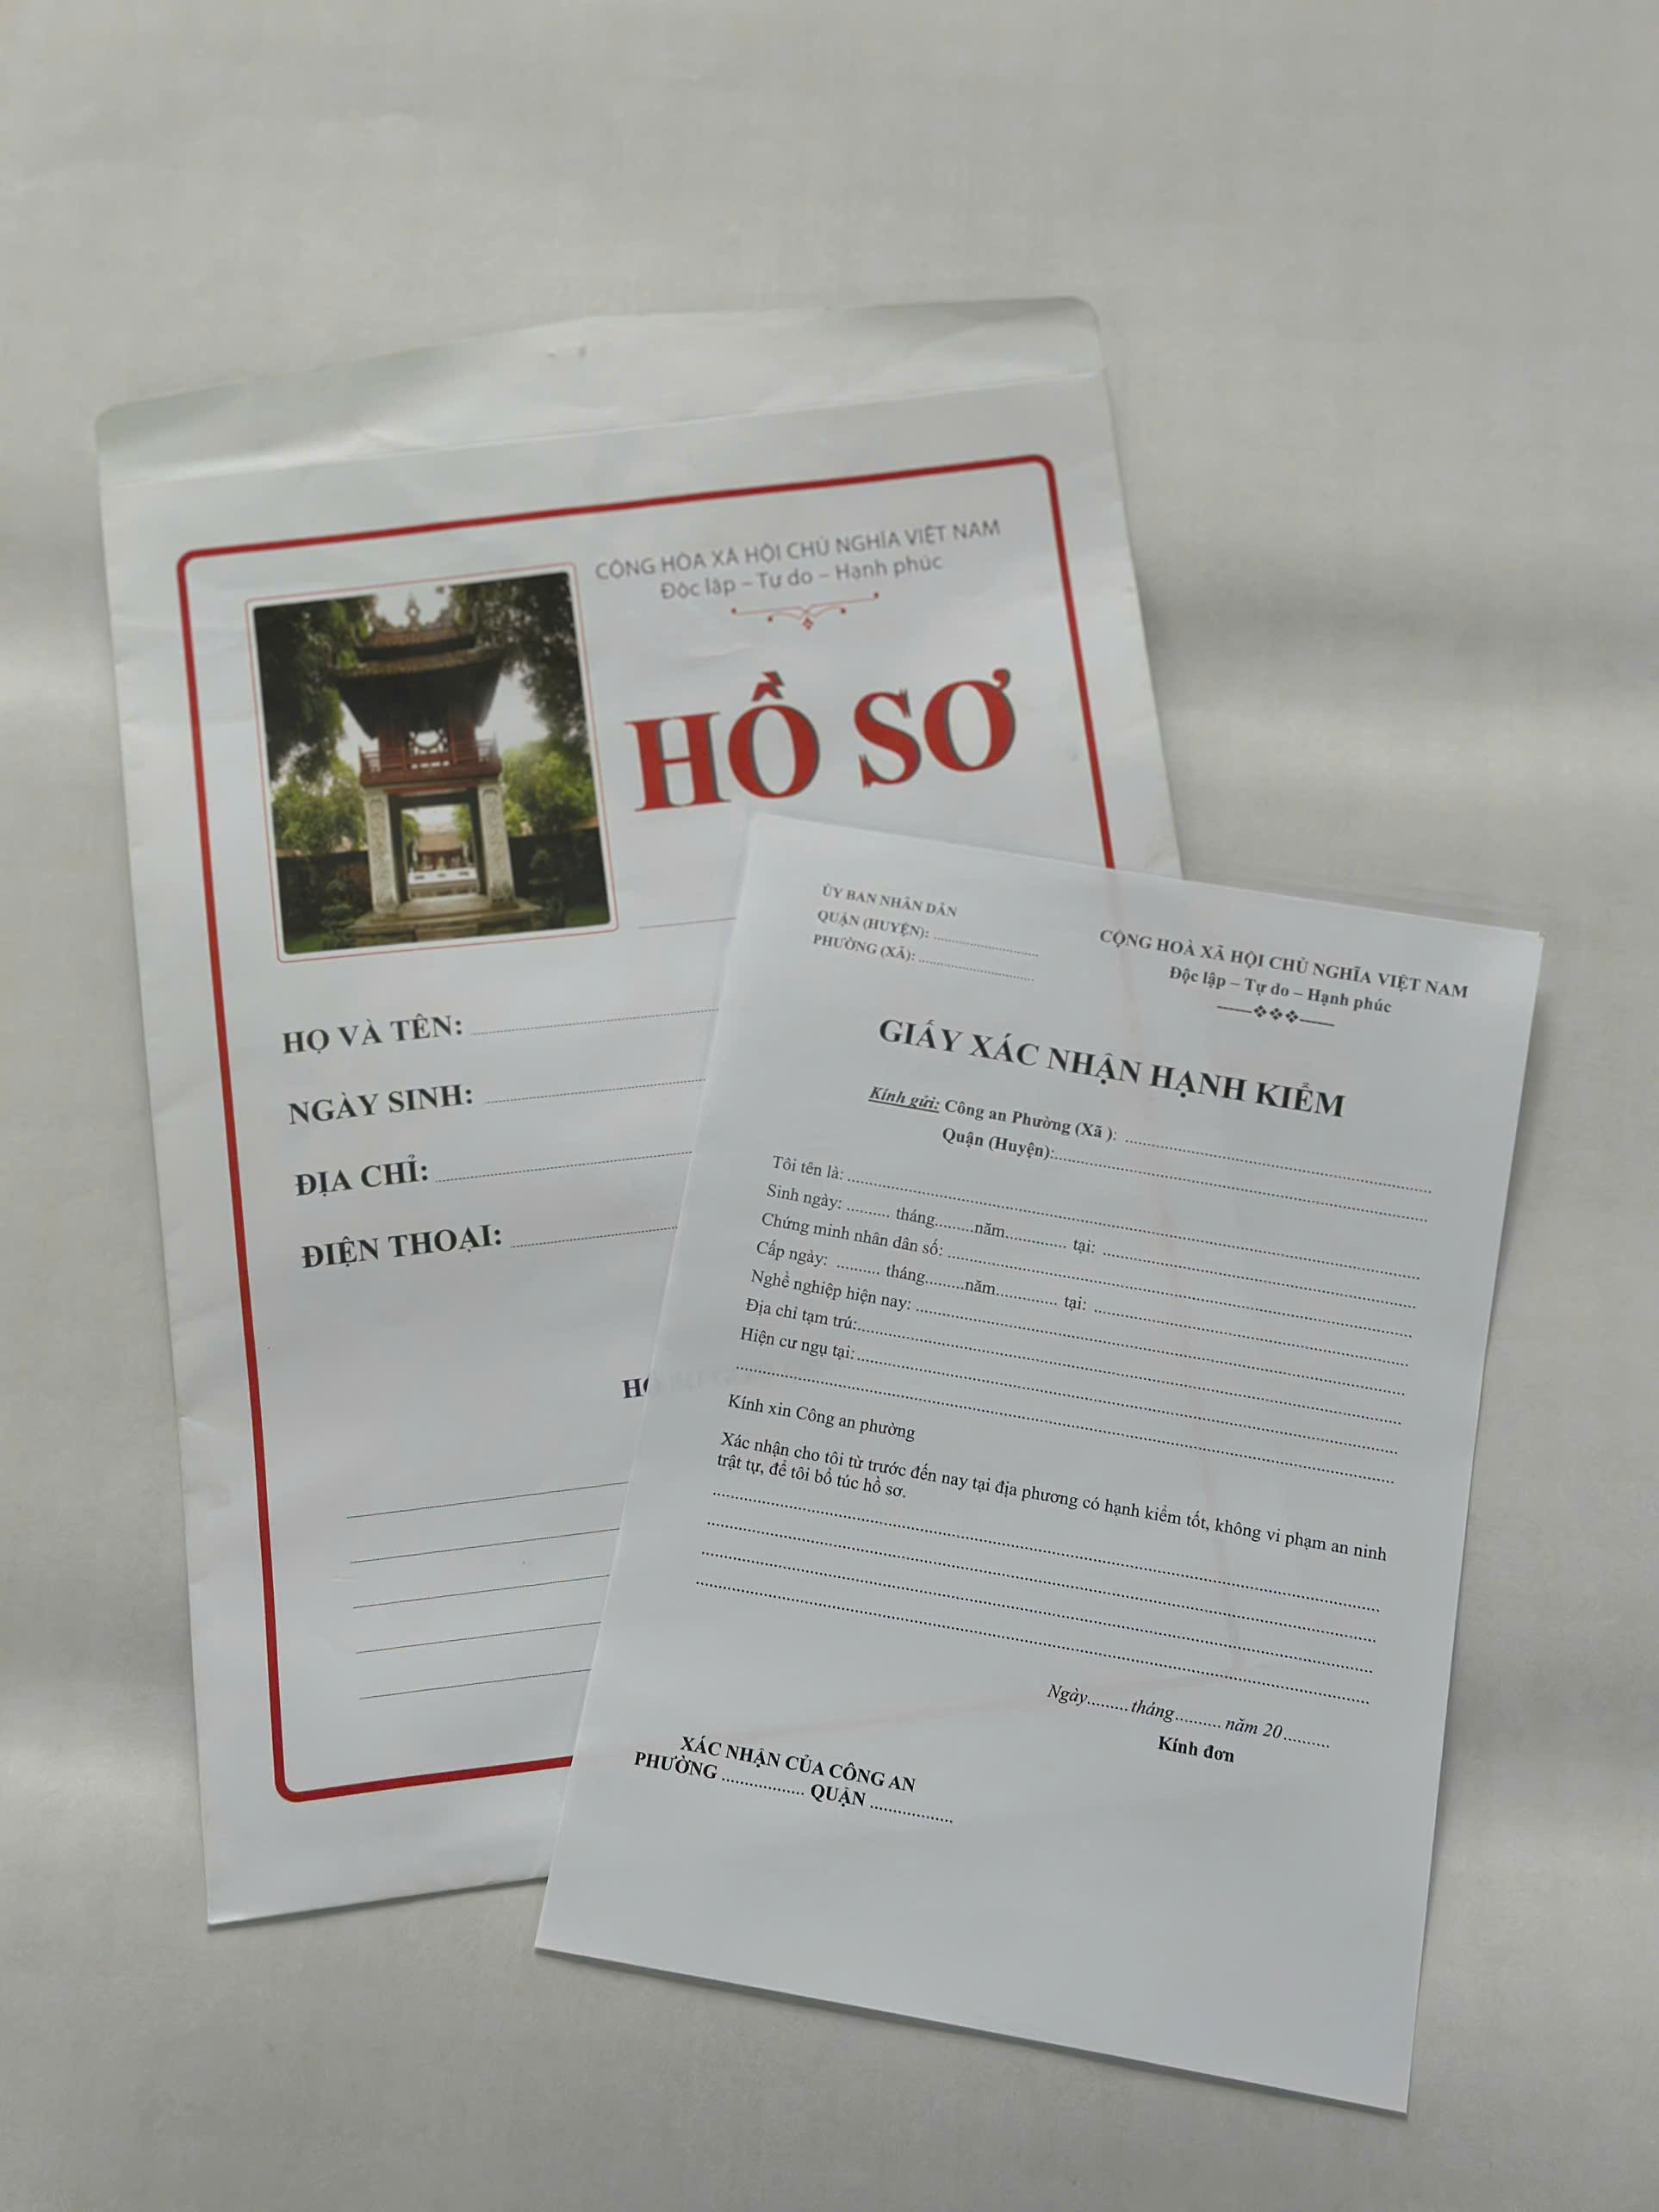 CỘNG HÒA XÃ HỘI CHỦ NGHĨA VIỆT NAM
Độc lập – Tự do – Hạnh phúc
HỒ SƠ
HỌ VÀ TÊN:
NGÀY SINH:
ĐỊA CHỈ:
ĐIỆN THOẠI:
ỦY BAN NHÂN DÂN
QUẬN (HUYỆN): ....................
PHƯỜNG (XÃ): ....................
CỘNG HOÀ XÃ HỘI CHỦ NGHĨA VIỆT NAM
Độc lập – Tự do – Hạnh phúc
GIẤY XÁC NHẬN HẠNH KIỂM
Kính gửi: Công an Phường (Xã ): ....................
Quận (Huyện):....................
Tôi tên là: ....................
Sinh ngày: .......... tháng.........năm.............. tại: ....................
Chứng minh nhân dân số: ....................
Cấp ngày: .......... tháng.........năm.............. tại: ....................
Nghề nghiệp hiện nay: ....................
Địa chỉ tạm trú:....................
Hiện cư ngụ tại:....................
Kính xin Công an phường
Xác nhận cho tôi từ trước đến nay tại địa phương có hạnh kiểm tốt, không vi phạm an ninh
trật tự, để tôi bổ túc hồ sơ.
Ngày.........tháng.......... năm 20..........
Kính đơn
XÁC NHẬN CỦA CÔNG AN
PHƯỜNG .................. QUẬN ..................